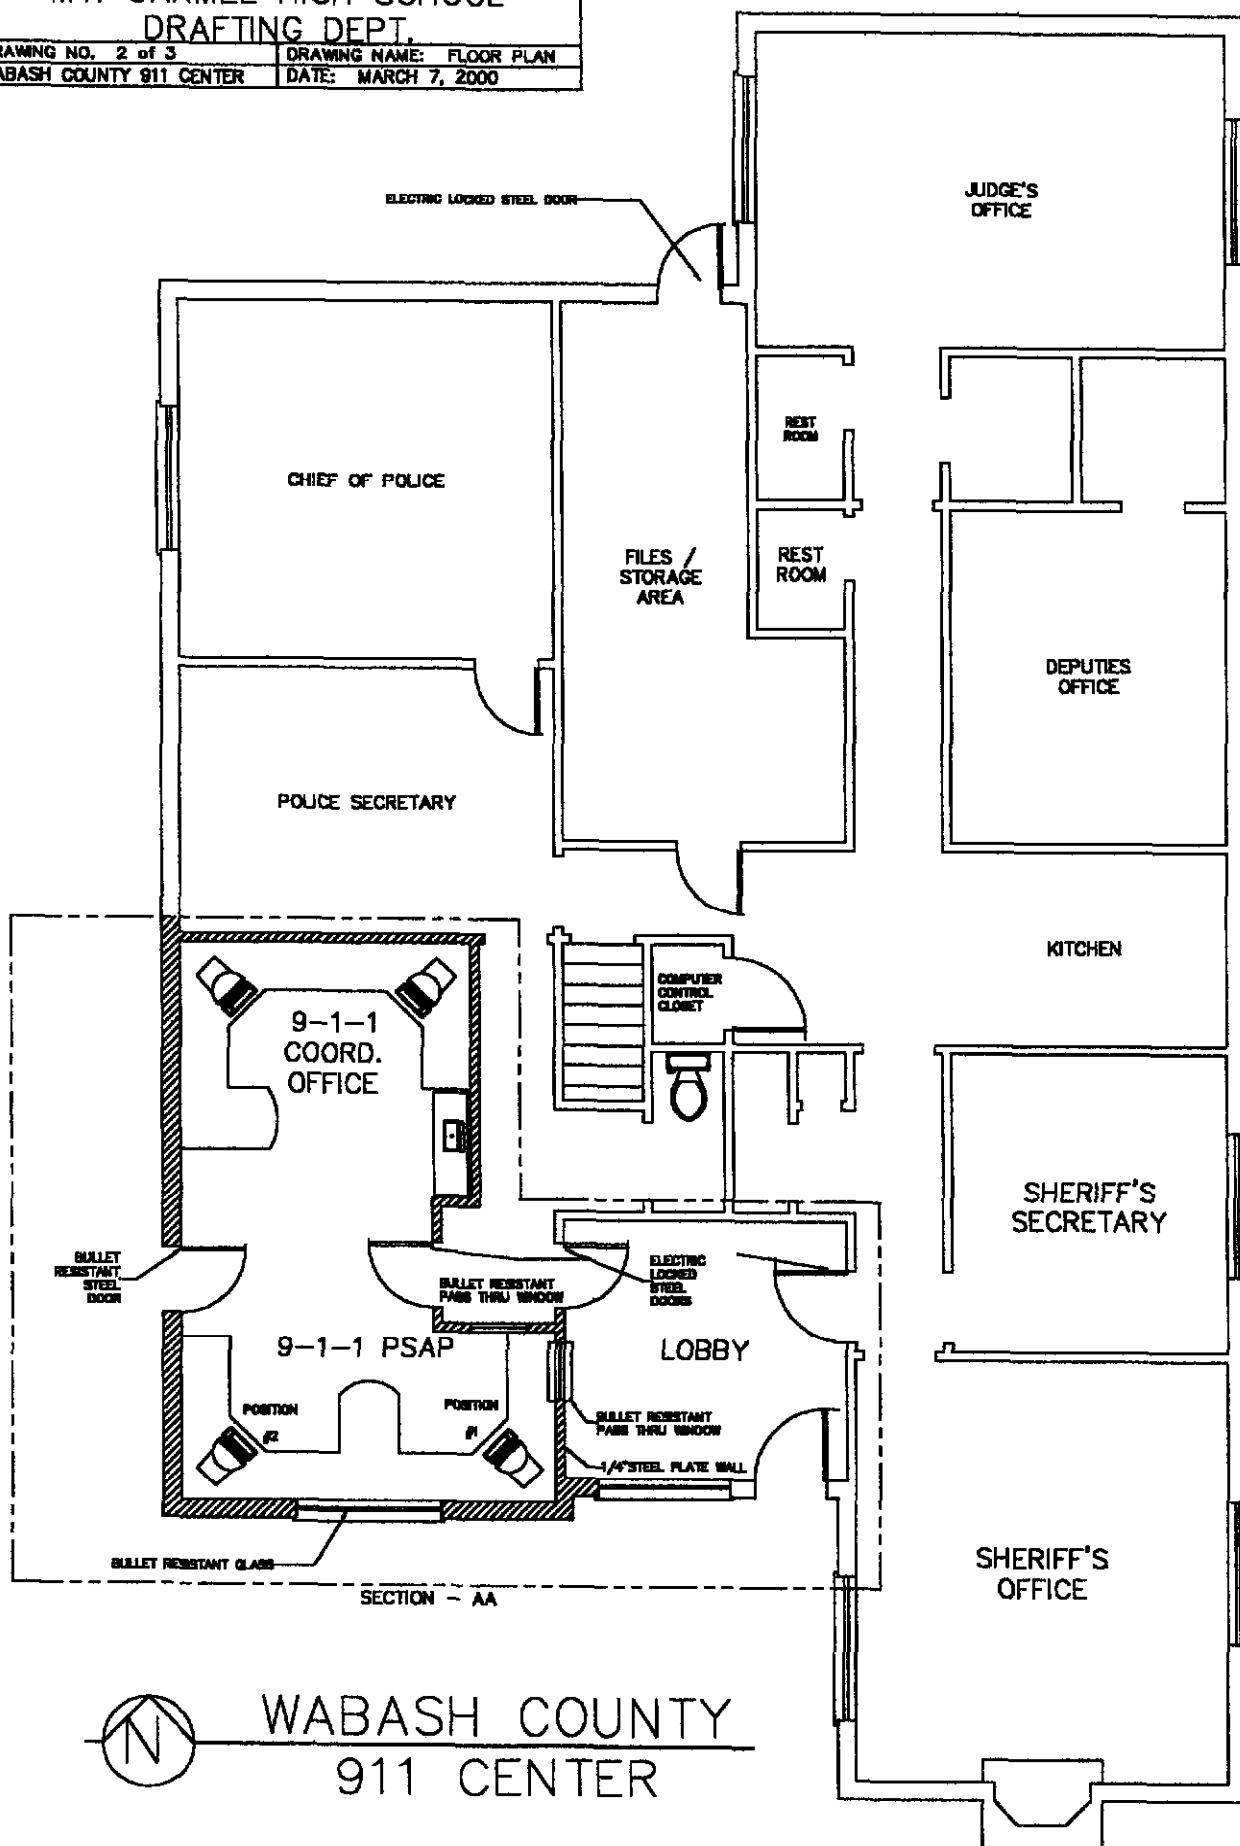 DRAFTING DEPT.
DRAWING NO. 2 of 3
DRAWING NAME: FLOOR PLAN
WABASH COUNTY 911 CENTER
DATE: MARCH 7, 2000
JUDGE'S
OFFICE
ELECTRIC LOCKED STEEL DOOR
CHIEF OF POLICE
REST
ROOM
FILES /
STORAGE
AREA
REST
ROOM
DEPUTIES
OFFICE
POLICE SECRETARY
KITCHEN
COMPUTER
CONTROL
CLOSET
9-1-1
COORD.
OFFICE
SHERIFF'S
SECRETARY
BULLET
RESISTANT
STEEL
DOOR
BULLET RESISTANT
PASS THRU WINDOW
ELECTRIC
LOCKED
STEEL
DOORS
9-1-1 PSAP
LOBBY
POSITION
#2
POSITION
#1
BULLET RESISTANT
PASS THRU WINDOW
1/4" STEEL PLATE WALL
BULLET RESISTANT GLASS
SECTION - AA
SHERIFF'S
OFFICE
N
WABASH COUNTY
911 CENTER